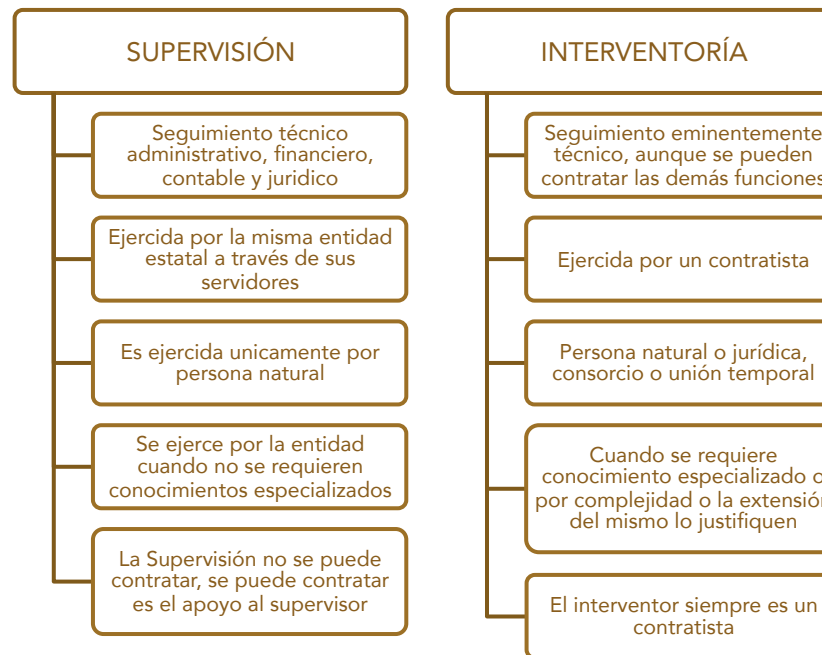 SUPERVISIÓN
Seguimiento técnico
administrativo, financiero,
contable y juridico
Ejercida por la misma entidad
estatal a través de sus
servidores
Es ejercida unicamente por
persona natural
Se ejerce por la entidad
cuando no se requieren
conocimientos especializados
La Supervisión no se puede
contratar, se puede contratar
es el apoyo al supervisor
INTERVENTORÍA
Seguimiento eminentemente
técnico, aunque se pueden
contratar las demás funciones
Ejercida por un contratista
Persona natural o jurídica,
consorcio o unión temporal
Cuando se requiere
conocimiento especializado o
por complejidad o la extensión
del mismo lo justifiquen
El interventor siempre es un
contratista